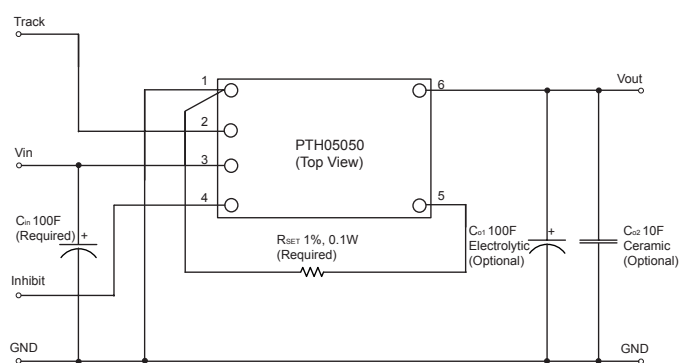 Track
1
6
Vout
2
PTH05050
(Top View)
Vin
3
4
5
Cin 100F
(Required)
+
RSET 1%, 0.1W
(Required)
Co1 100F
Electrolytic
(Optional)
+
Co2 10F
Ceramic
(Optional)
Inhibit
GND
GND